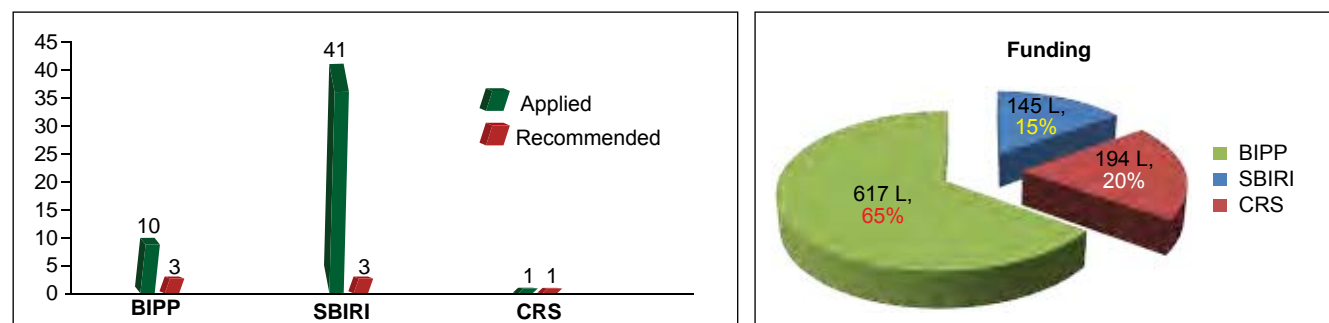 45
40
35
30
25
20
15
10
5
0
10
3
41
3
1
1
BIPP
SBIRI
CRS
Applied
Recommended
Funding
145 L,
15%
194 L,
20%
617 L,
65%
BIPP
SBIRI
CRS